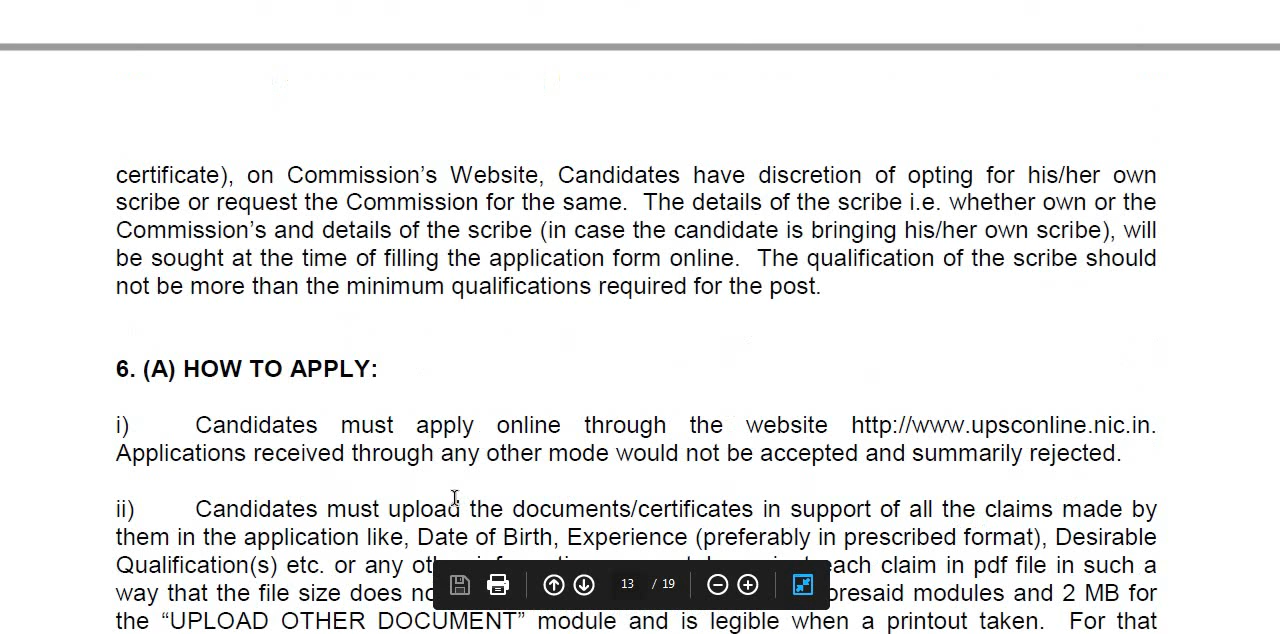 certificate), on Commission's Website, Candidates have discretion of opting for his/her own
scribe or request the Commission for the same. The details of the scribe i.e. whether own or the
Commission's and details of the scribe (in case the candidate is bringing his/her own scribe), will
be sought at the time of filling the application form online. The qualification of the scribe should
not be more than the minimum qualifications required for the post.
6. (A) HOW TO APPLY:
i) Candidates must apply online through the website http://www.upsconline.nic.in.
Applications received through any other mode would not be accepted and summarily rejected.
ii) Candidates must upload the documents/certificates in support of all the claims made by
them in the application like, Date of Birth, Experience (preferably in prescribed format), Desirable
Qualification(s) etc. or any each claim in pdf file in such a
way that the file size does modules and 2 MB for
the “UPLOAD OTHER DOCUMENT” module and is legible when a printout taken. For that
13 / 19